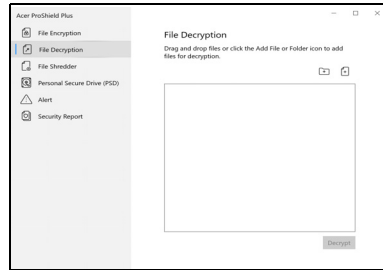 Acer ProShield Plus
File Encryption
File Decryption
File Shredder
Personal Secure Drive (PSD)
Alert
Security Report
File Decryption
Drag and drop files or click the Add File or Folder icon to add
files for decryption.
Decrypt